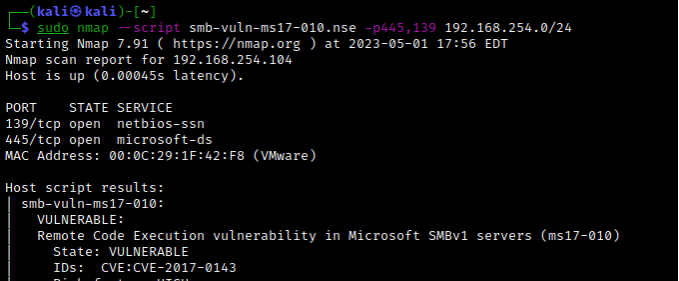 ┌──(kali㉿kali)-[~]
└─$ sudo nmap --script smb-vuln-ms17-010.nse -p445,139 192.168.254.0/24
Starting Nmap 7.91 ( https://nmap.org ) at 2023-05-01 17:56 EDT
Nmap scan report for 192.168.254.104
Host is up (0.00045s latency).
PORT    STATE SERVICE
139/tcp open  netbios-ssn
445/tcp open  microsoft-ds
MAC Address: 00:0C:29:1F:42:F8 (VMware)
Host script results:
| smb-vuln-ms17-010:
|   VULNERABLE:
|   Remote Code Execution vulnerability in Microsoft SMBv1 servers (ms17-010)
|     State: VULNERABLE
|     IDs:  CVE:CVE-2017-0143